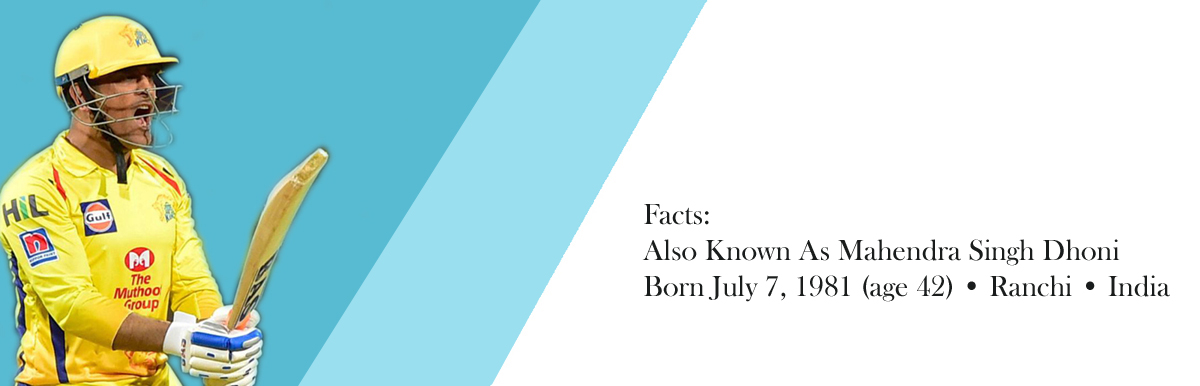 HIL
Gulf
The
Muthoot
Group
Facts:
Also Known As Mahendra Singh Dhoni
Born July 7, 1981 (age 42) • Ranchi • India